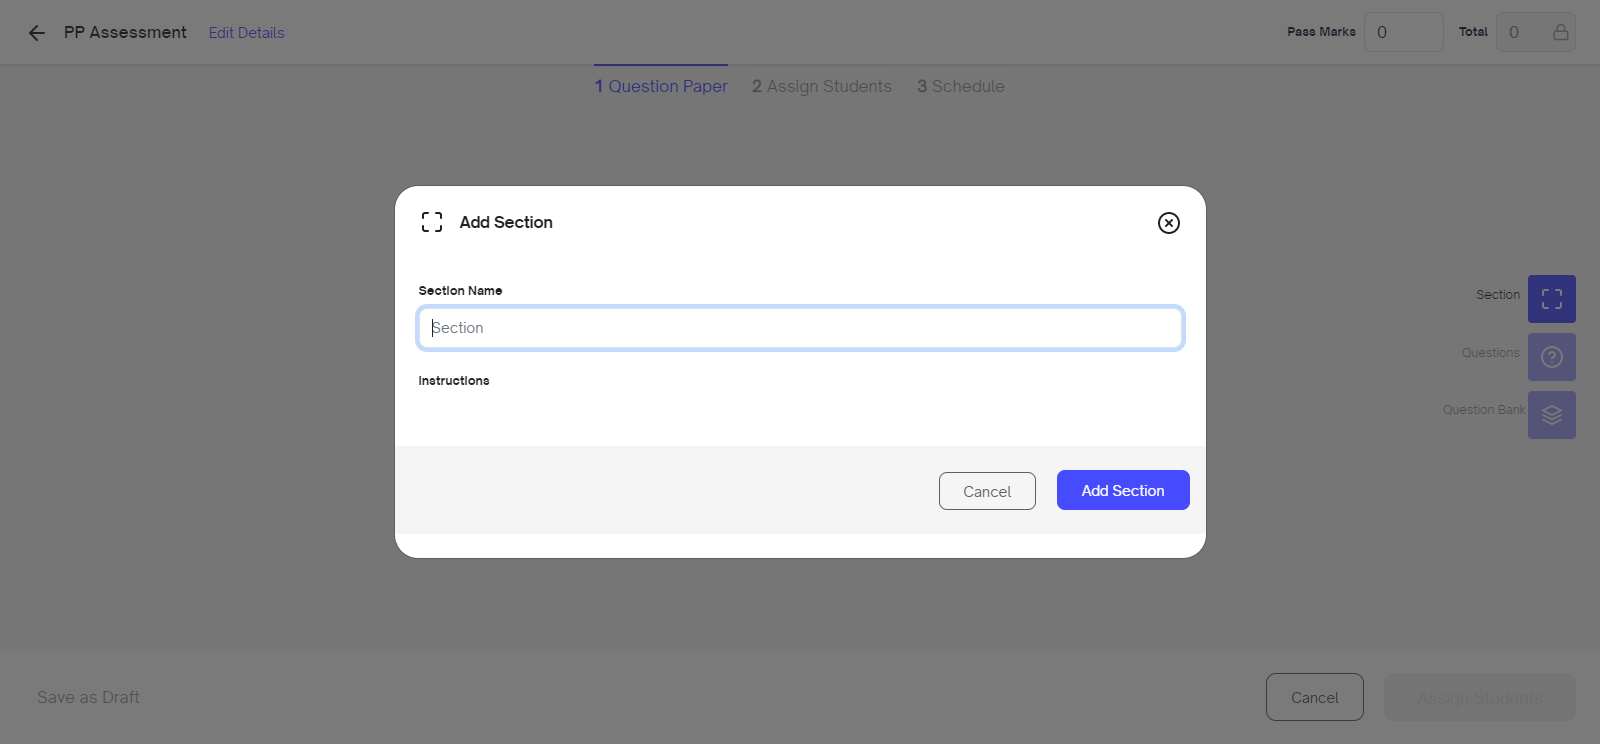 PP Assessment Edit Details Pass Marks 0 Total 0
1 Question Paper 2 Assign Students 3 Schedule
Add Section
Section Name
Section
Instructions
Cancel Add Section
Section
Questions
Question Bank
Save as Draft Cancel Assign Students